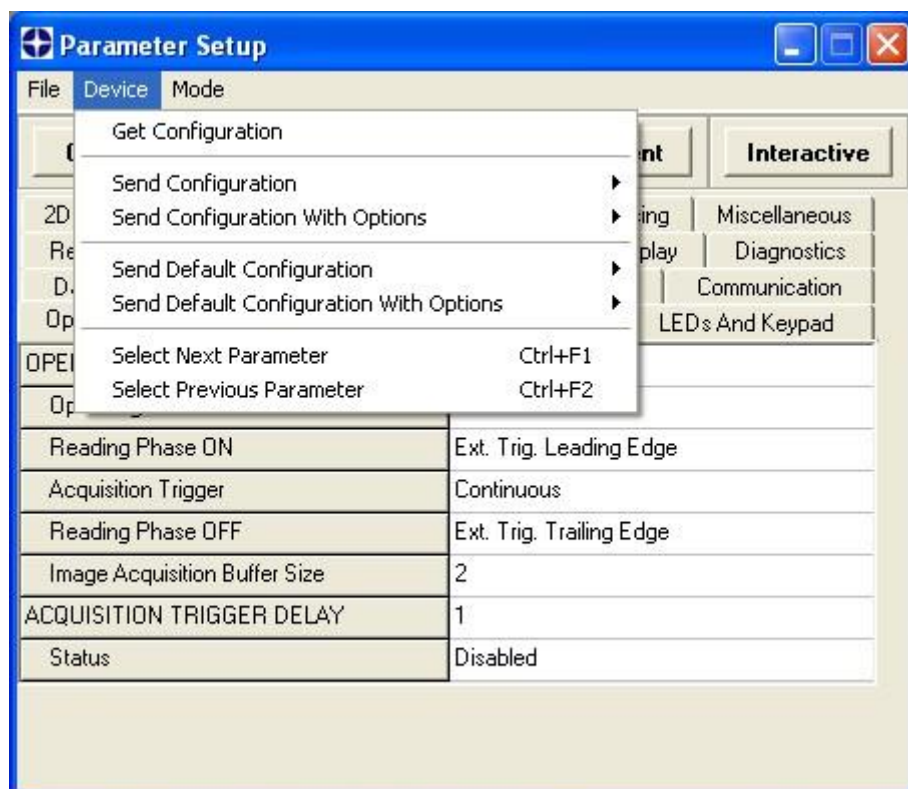 Parameter Setup
File Device Mode
Get Configuration
Interactive
Send Configuration
Send Configuration With Options
Miscellaneous
Diagnostics
Send Default Configuration
Communication
Send Default Configuration With Options
LEDs And Keypad
Select Next Parameter Ctrl+F1
Select Previous Parameter Ctrl+F2
Reading Phase ON Ext. Trig. Leading Edge
Acquisition Trigger Continuous
Reading Phase OFF Ext. Trig. Trailing Edge
Image Acquisition Buffer Size 2
ACQUISITION TRIGGER DELAY 1
Status Disabled